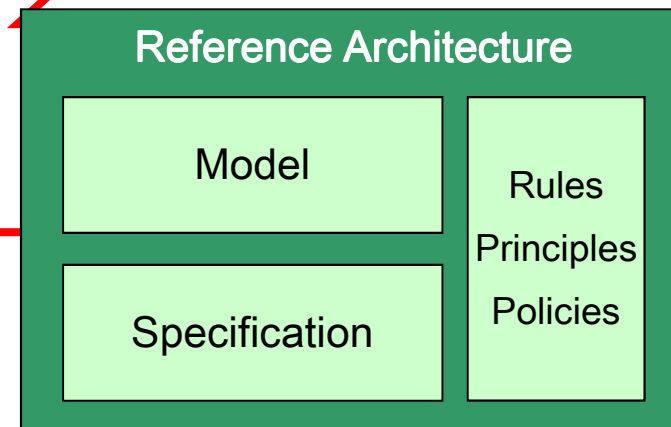 Reference Architecture
Model
Specification
Rules
Principles
Policies